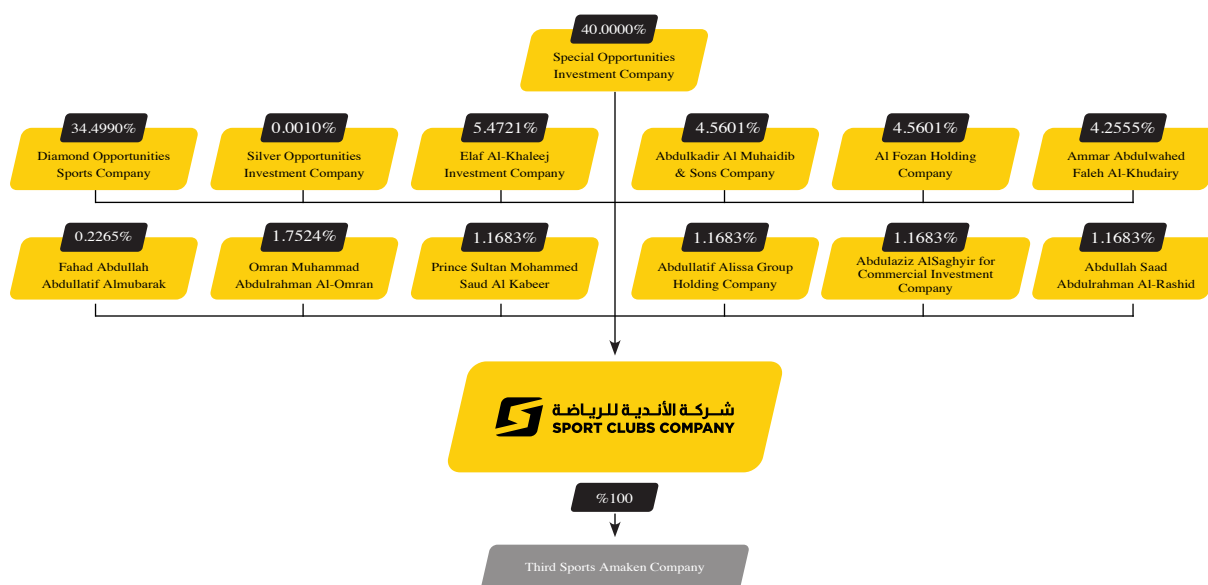 40.0000%
Special Opportunities
Investment Company
34.4990%
Diamond Opportunities
Sports Company
0.0010%
Silver Opportunities
Investment Company
5.4721%
Elaf Al-Khaleej
Investment Company
4.5601%
Abdulkadir Al Muhaidib
& Sons Company
4.5601%
Al Fozan Holding
Company
4.2555%
Ammar Abdulwahed
Faleh Al-Khudairy
0.2265%
Fahad Abdullah
Abdullatif Almubarak
1.7524%
Omran Muhammad
Abdulrahman Al-Omran
1.1683%
Prince Sultan Mohammed
Saud Al Kabeer
1.1683%
Abdullatif Alissa Group
Holding Company
1.1683%
Abdulaziz AlSaghyir for
Commercial Investment
Company
1.1683%
Abdullah Saad
Abdulrahman Al-Rashid
شركة الأندية للرياضة
SPORT CLUBS COMPANY
%100
Third Sports Amaken Company